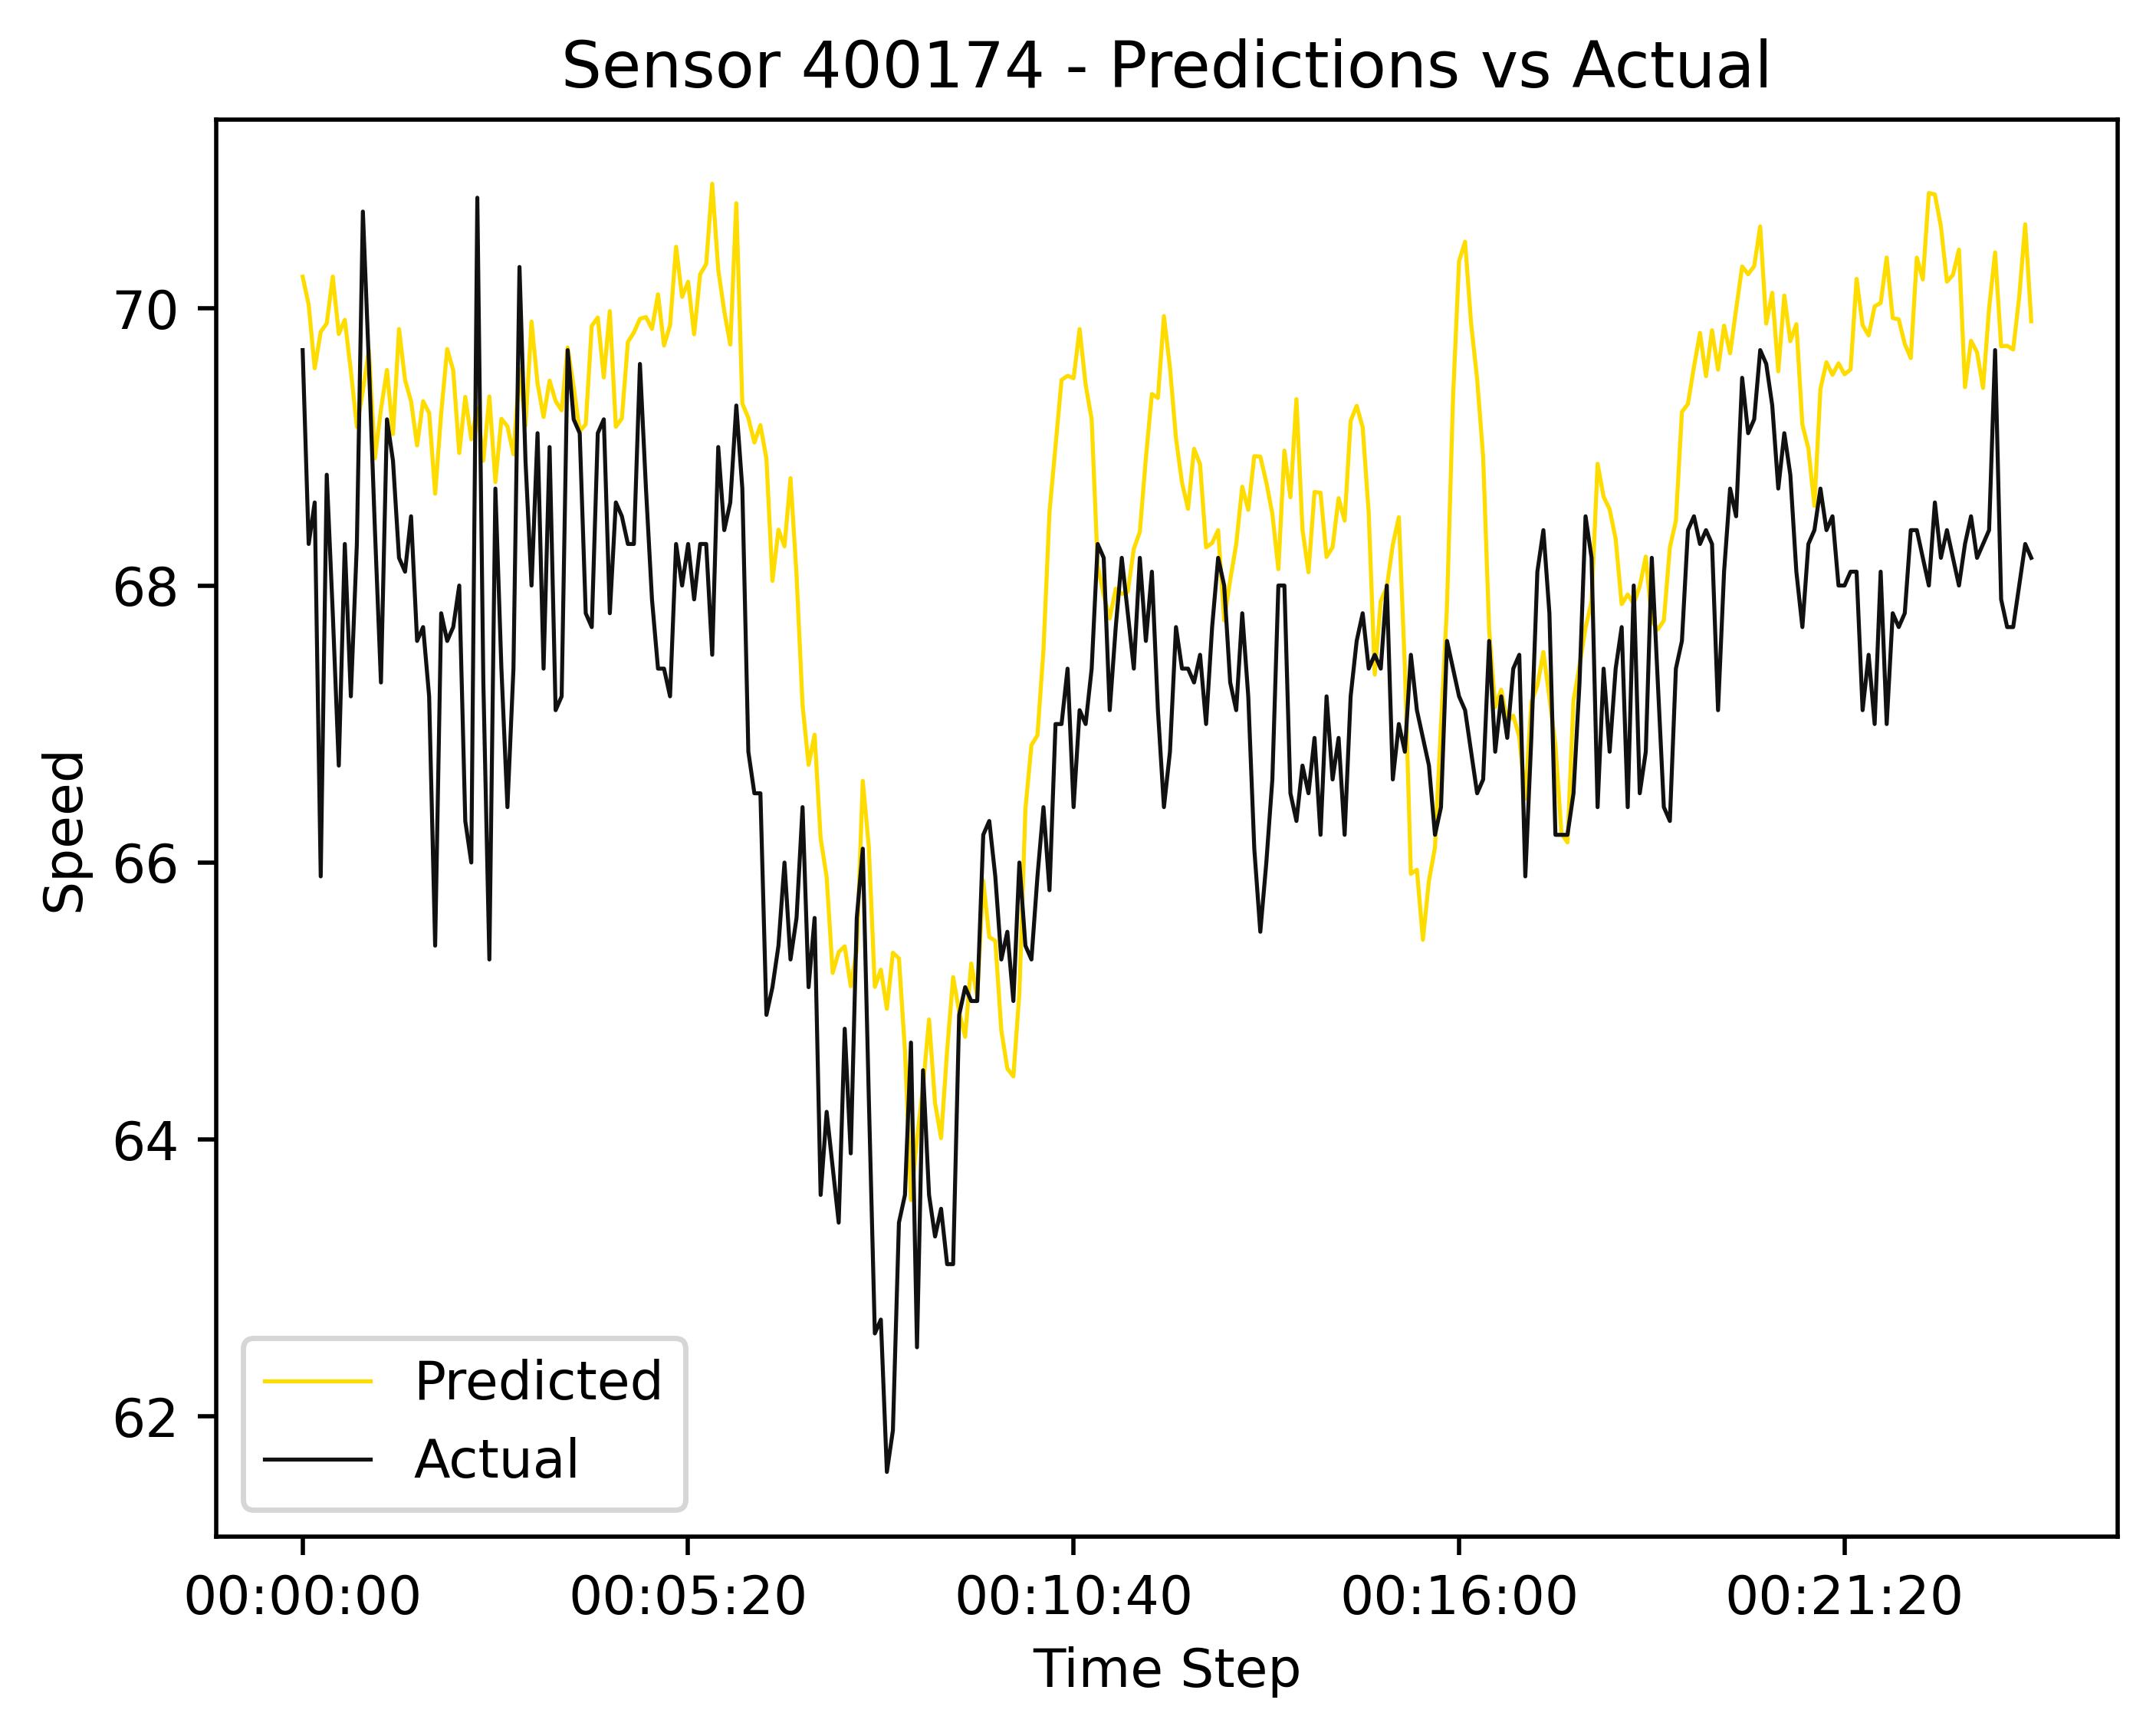 Sensor 400174 - Predictions vs Actual
Speed
70
68
66
64
62
Predicted
Actual
00:00:00 00:05:20 00:10:40 00:16:00 00:21:20
Time Step